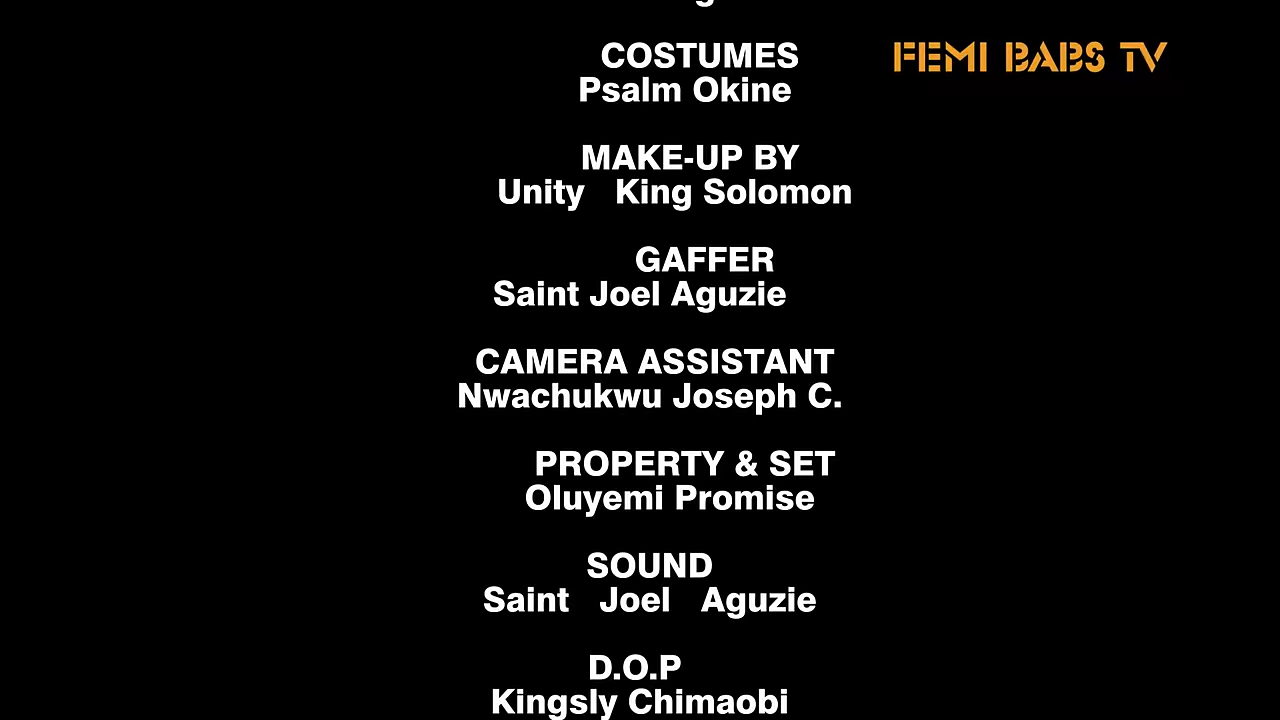 COSTUMES
FEMI BABS TV
Psalm Okine
MAKE-UP BY
Unity King Solomon
GAFFER
Saint Joel Aguzie
CAMERA ASSISTANT
Nwachukwu Joseph C.
PROPERTY & SET
Oluyemi Promise
SOUND
Saint Joel Aguzie
D.O.P
Kingsly Chimaobi